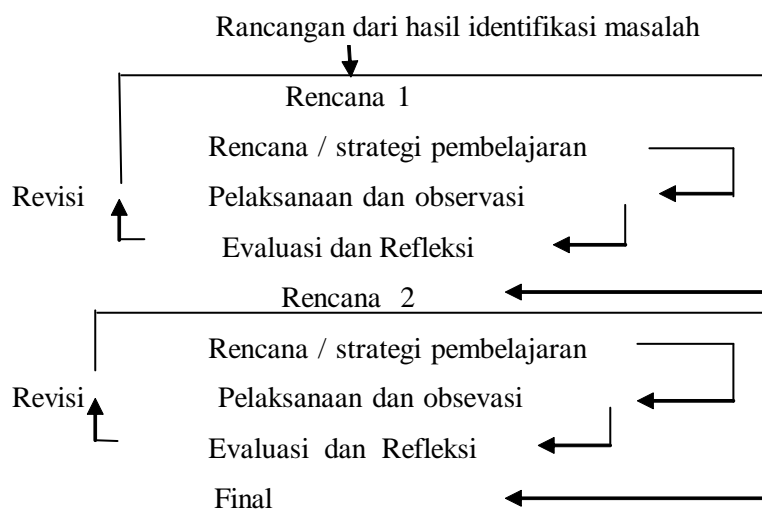 Rancangan dari hasil identifikasi masalah
Rencana 1
Rencana / strategi pembelajaran
Revisi Pelaksanaan dan observasi
Evaluasi dan Refleksi
Rencana 2
Rencana / strategi pembelajaran
Revisi Pelaksanaan dan obsevasi
Evaluasi dan Refleksi
Final